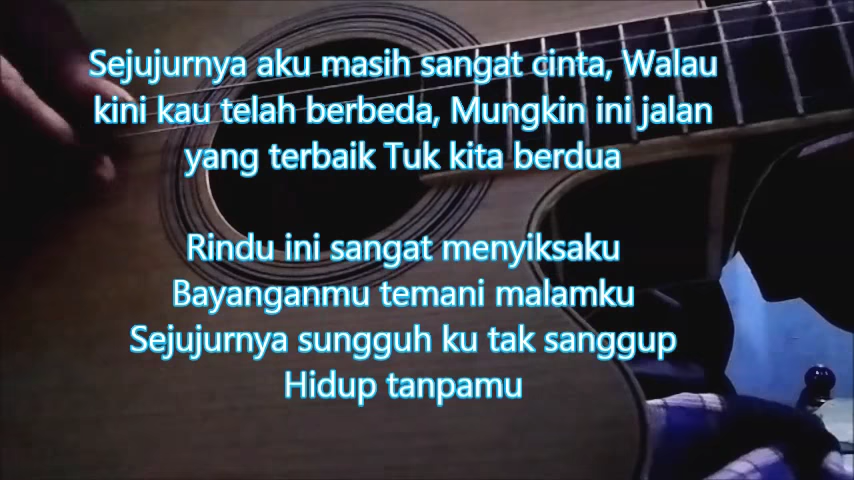 Sejujurnya aku masih sangat cinta, Walau
kini kau telah berbeda, Mungkin ini jalan
yang terbaik Tuk kita berdua
Rindu ini sangat menyiksaku
Bayanganmu temani malamku
Sejujurnya sungguh ku tak sanggup
Hidup tanpamu